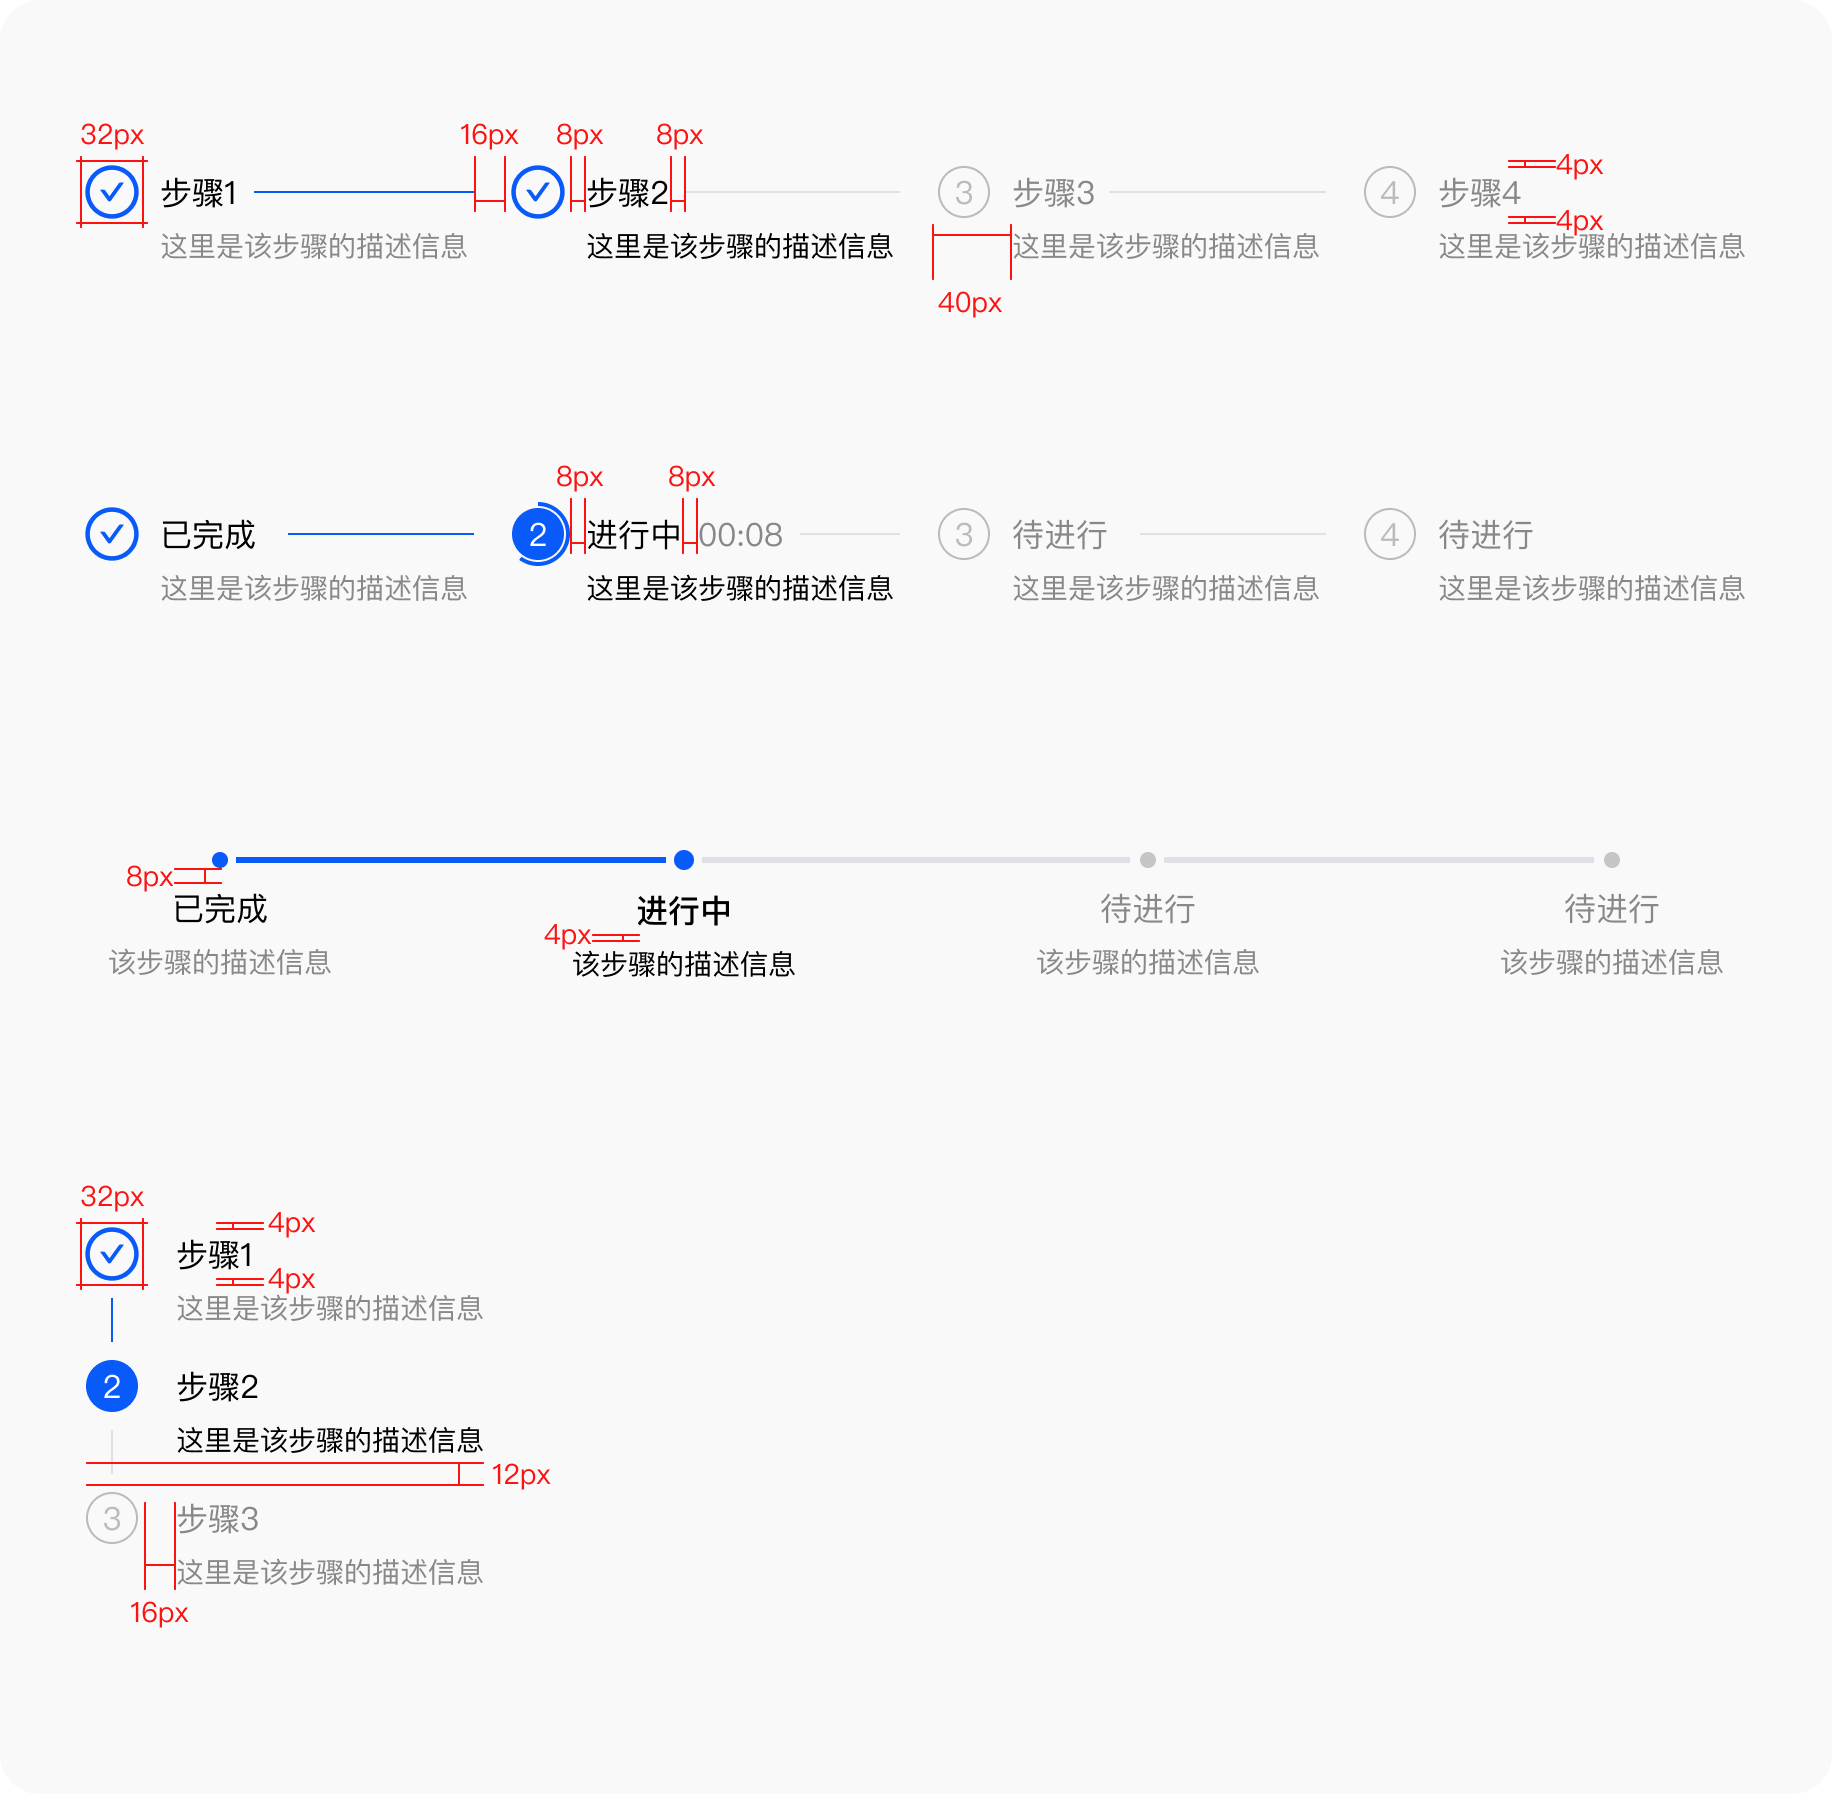 32px 16px 8px 8px
步骤1 步骤2 3 步骤3 4 步骤4 4px
4px
这里是该步骤的描述信息 这里是该步骤的描述信息 这里是该步骤的描述信息 这里是该步骤的描述信息
40px
8px 8px
已完成 2 进行中 00:08 3 待进行 4 待进行
这里是该步骤的描述信息 这里是该步骤的描述信息 这里是该步骤的描述信息 这里是该步骤的描述信息
8px
已完成 进行中 待进行 待进行
4px
该步骤的描述信息 该步骤的描述信息 该步骤的描述信息 该步骤的描述信息
32px
4px
步骤1
4px
这里是该步骤的描述信息
2 步骤2
这里是该步骤的描述信息
12px
3 步骤3
这里是该步骤的描述信息
16px